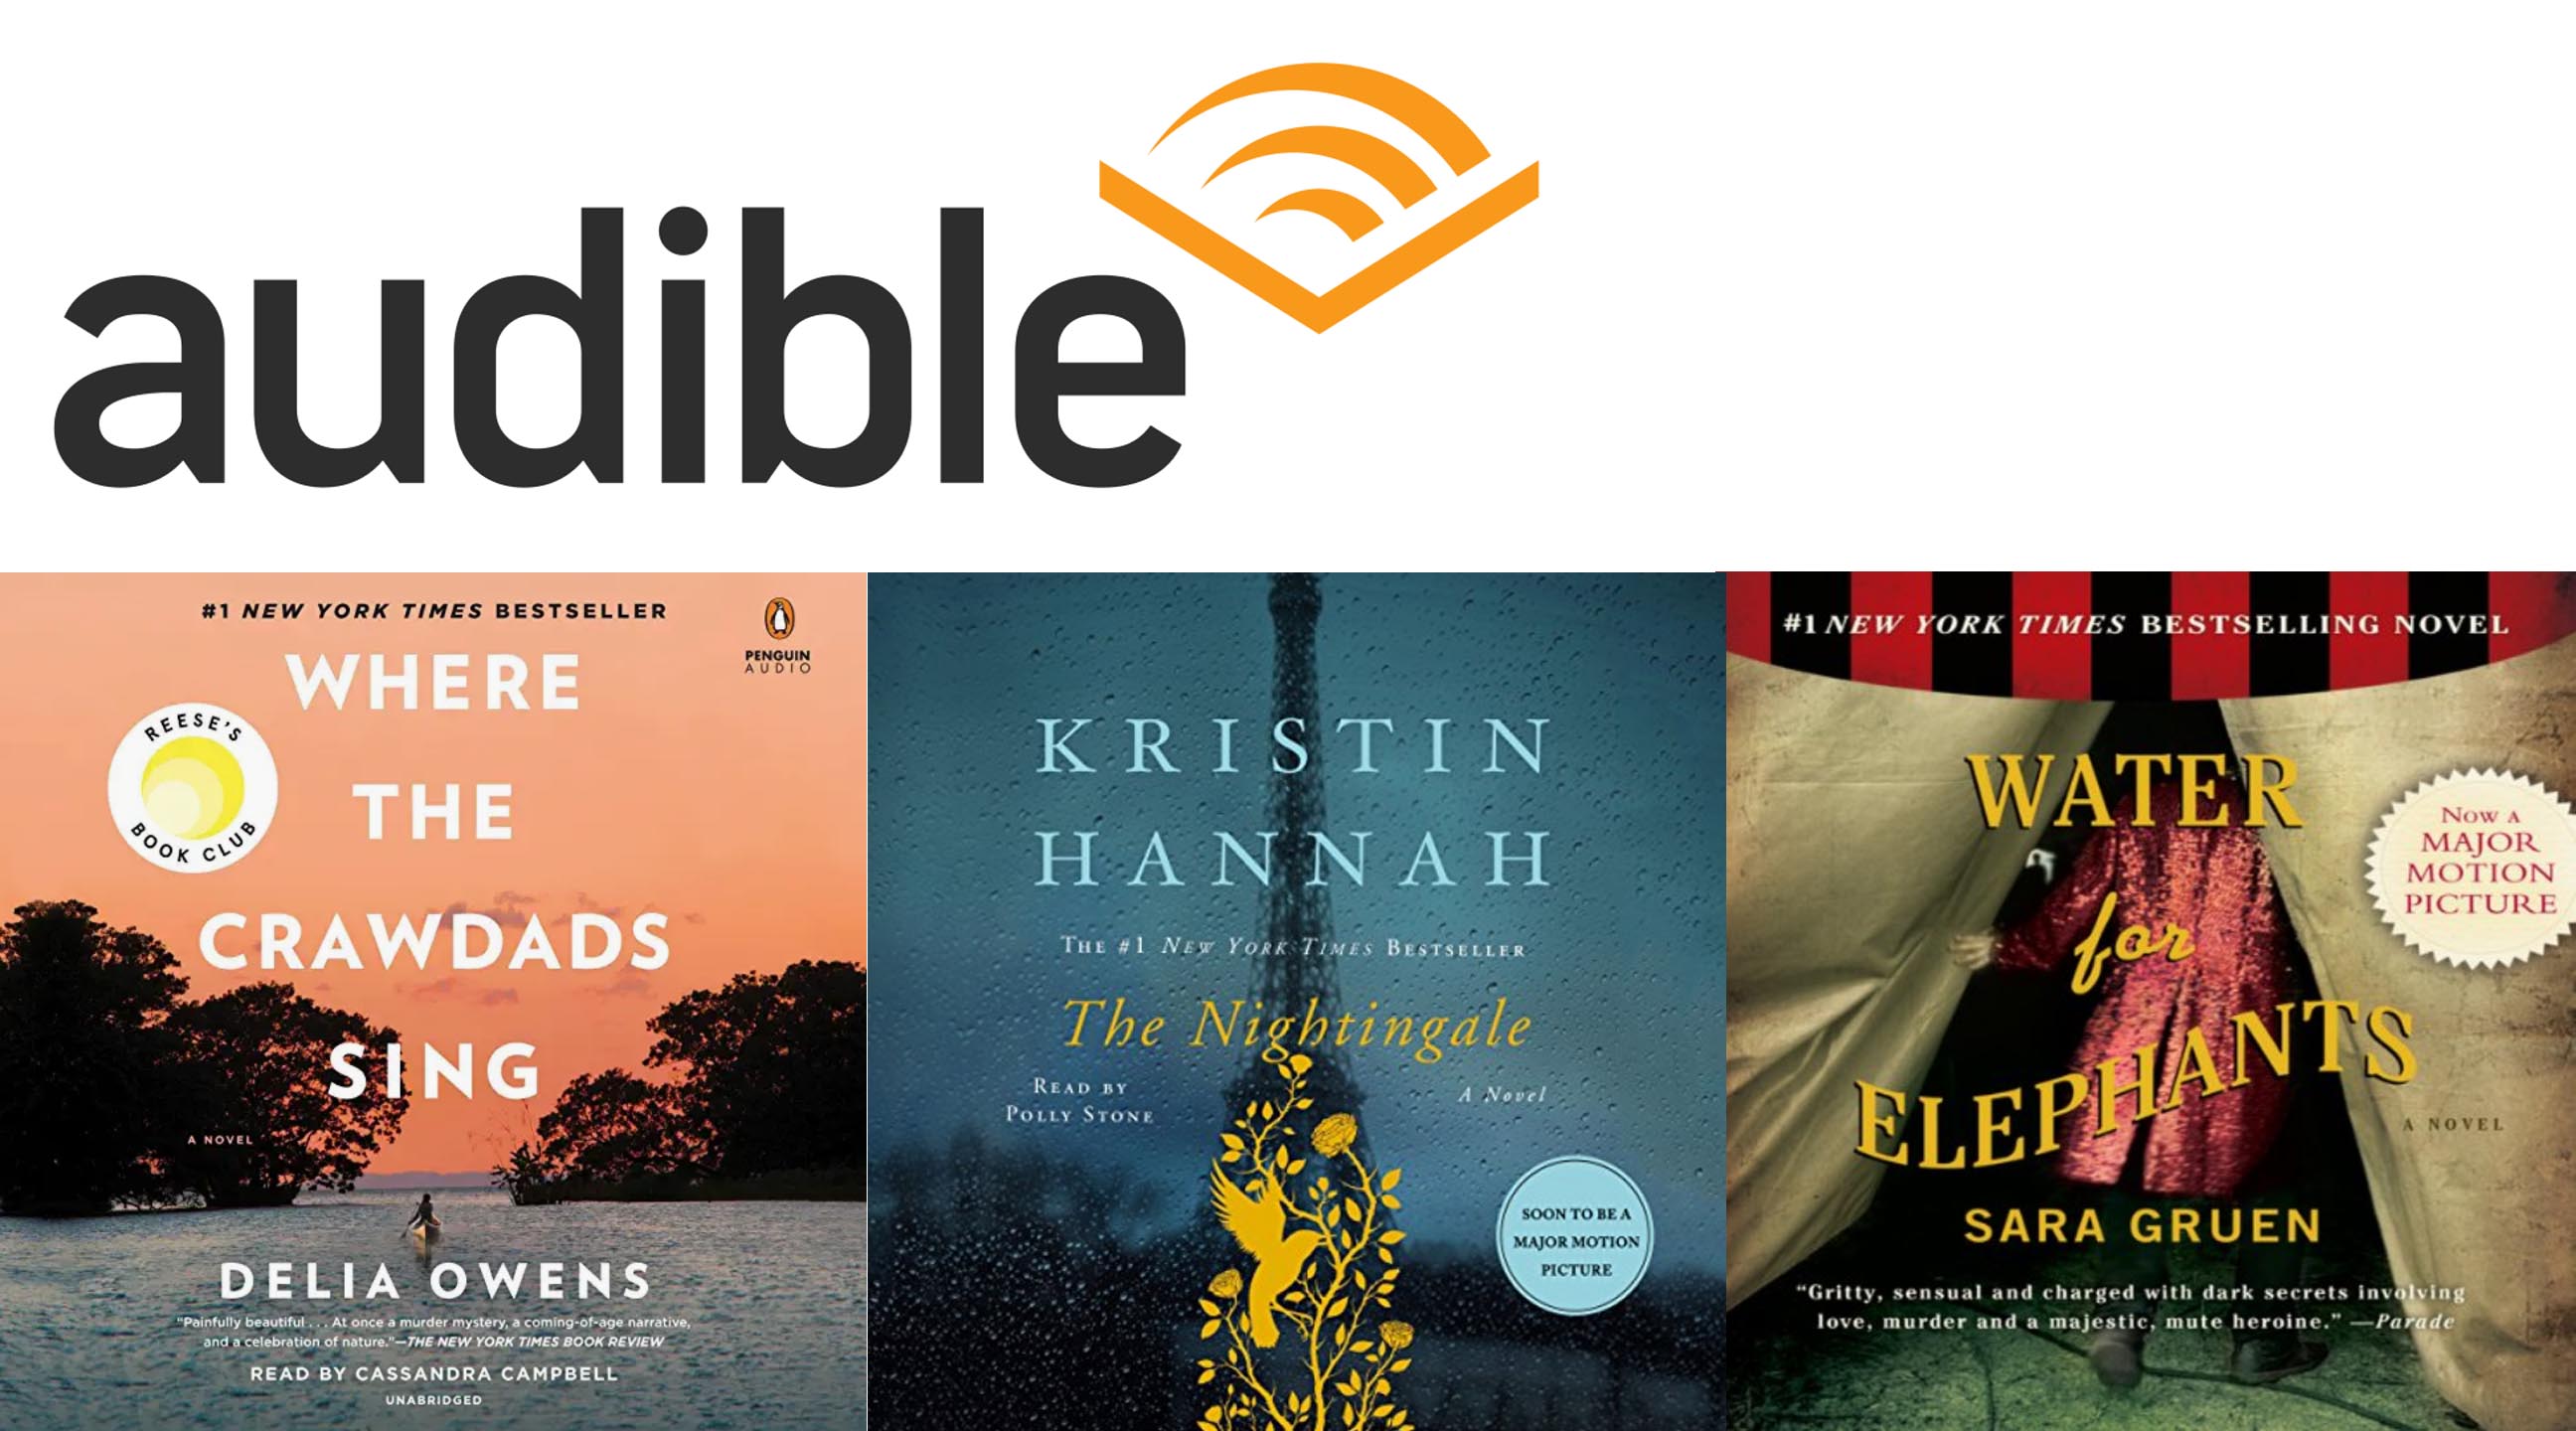 audible
#1 NEW YORK TIMES BESTSELLER
PENGUIN
AUDIO
WHERE
THE
CRAWDADS
SING
REESE'S
BOOK CLUB
A NOVEL
DELIA OWENS
"Painfully beautiful . . . At once a murder mystery, a coming-of-age narrative,
and a celebration of nature."—THE NEW YORK TIMES BOOK REVIEW
READ BY CASSANDRA CAMPBELL
UNABRIDGED
KRISTIN
HANNAH
THE #1 NEW YORK TIMES BESTSELLER
The Nightingale
READ BY
POLLY STONE
A Novel
SOON TO BE A
MAJOR MOTION
PICTURE
#1 NEW YORK TIMES BESTSELLING NOVEL
WATER
for
ELEPHANTS
NOW A
MAJOR
MOTION
PICTURE
A NOVEL
SARA GRUEN
"Gritty, sensual and charged with dark secrets involving
love, murder and a majestic, mute heroine." —Parade